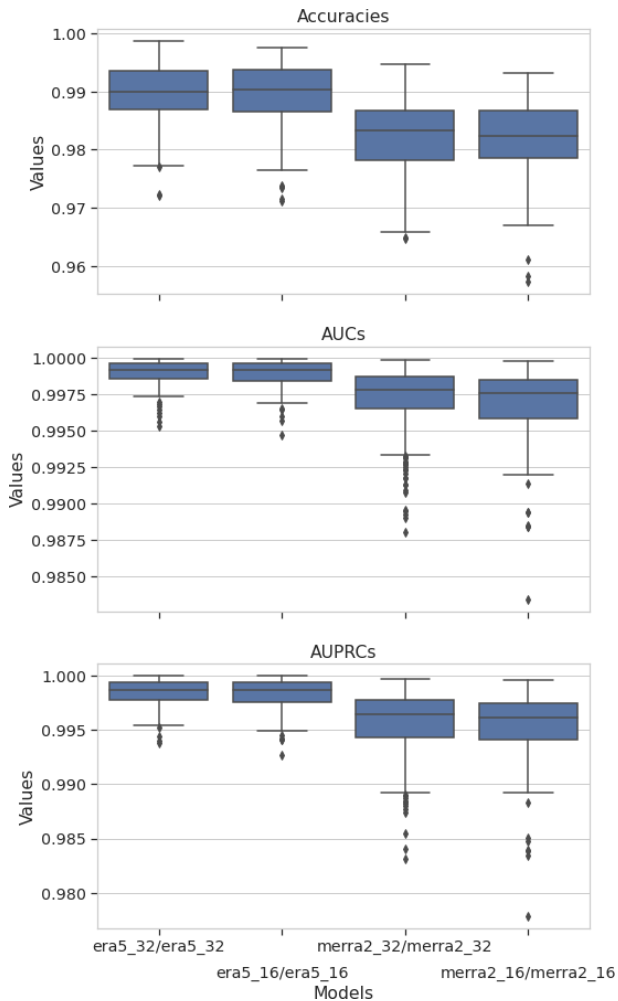 Accuracies
1.00
0.99
0.98
0.97
0.96
Values
AUCs
1.0000
0.9975
0.9950
0.9925
0.9900
0.9875
0.9850
Values
AUPRCs
1.000
0.995
0.990
0.985
0.980
Values
era5_32/era5_32 merra2_32/merra2_32
era5_16/era5_16 merra2_16/merra2_16
Models